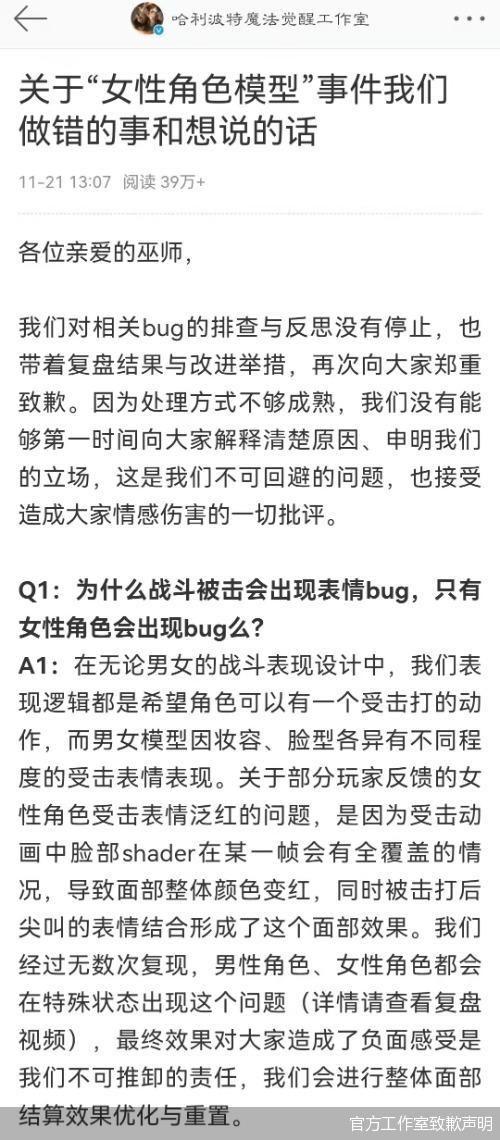 哈利波特魔法觉醒工作室
关于“女性角色模型”事件我们
做错的事和想说的话
11-21 13:07 阅读 39万+
各位亲爱的巫师，
我们对相关bug的排查与反思没有停止，也
带着复盘结果与改进举措，再次向大家郑重
致歉。因为处理方式不够成熟，我们没有能
够第一时间向大家解释清楚原因、申明我们
的立场，这是我们不可回避的问题，也接受
造成大家情感伤害的一切批评。
Q1：为什么战斗被击会出现表情bug，只有
女性角色会出现bug么？
A1：在无论男女的战斗表现设计中，我们表
现逻辑都是希望角色可以有一个受击打的动
作，而男女模型因妆容、脸型各异有不同程
度的受击表情表现。关于部分玩家反馈的女
性角色受击表情泛红的问题，是因为受击动
画中脸部shader在某一帧会有全覆盖的情
况，导致面部整体颜色变红，同时被击打后
尖叫的表情结合形成了这个面部效果。我们
经过无数次复现，男性角色、女性角色都会
在特殊状态出现这个问题（详情请查看复盘
视频），最终效果对大家造成了负面感受是
我们不可推卸的责任，我们会进行整体面部
结算效果优化与重置。
官方工作室致歉声明